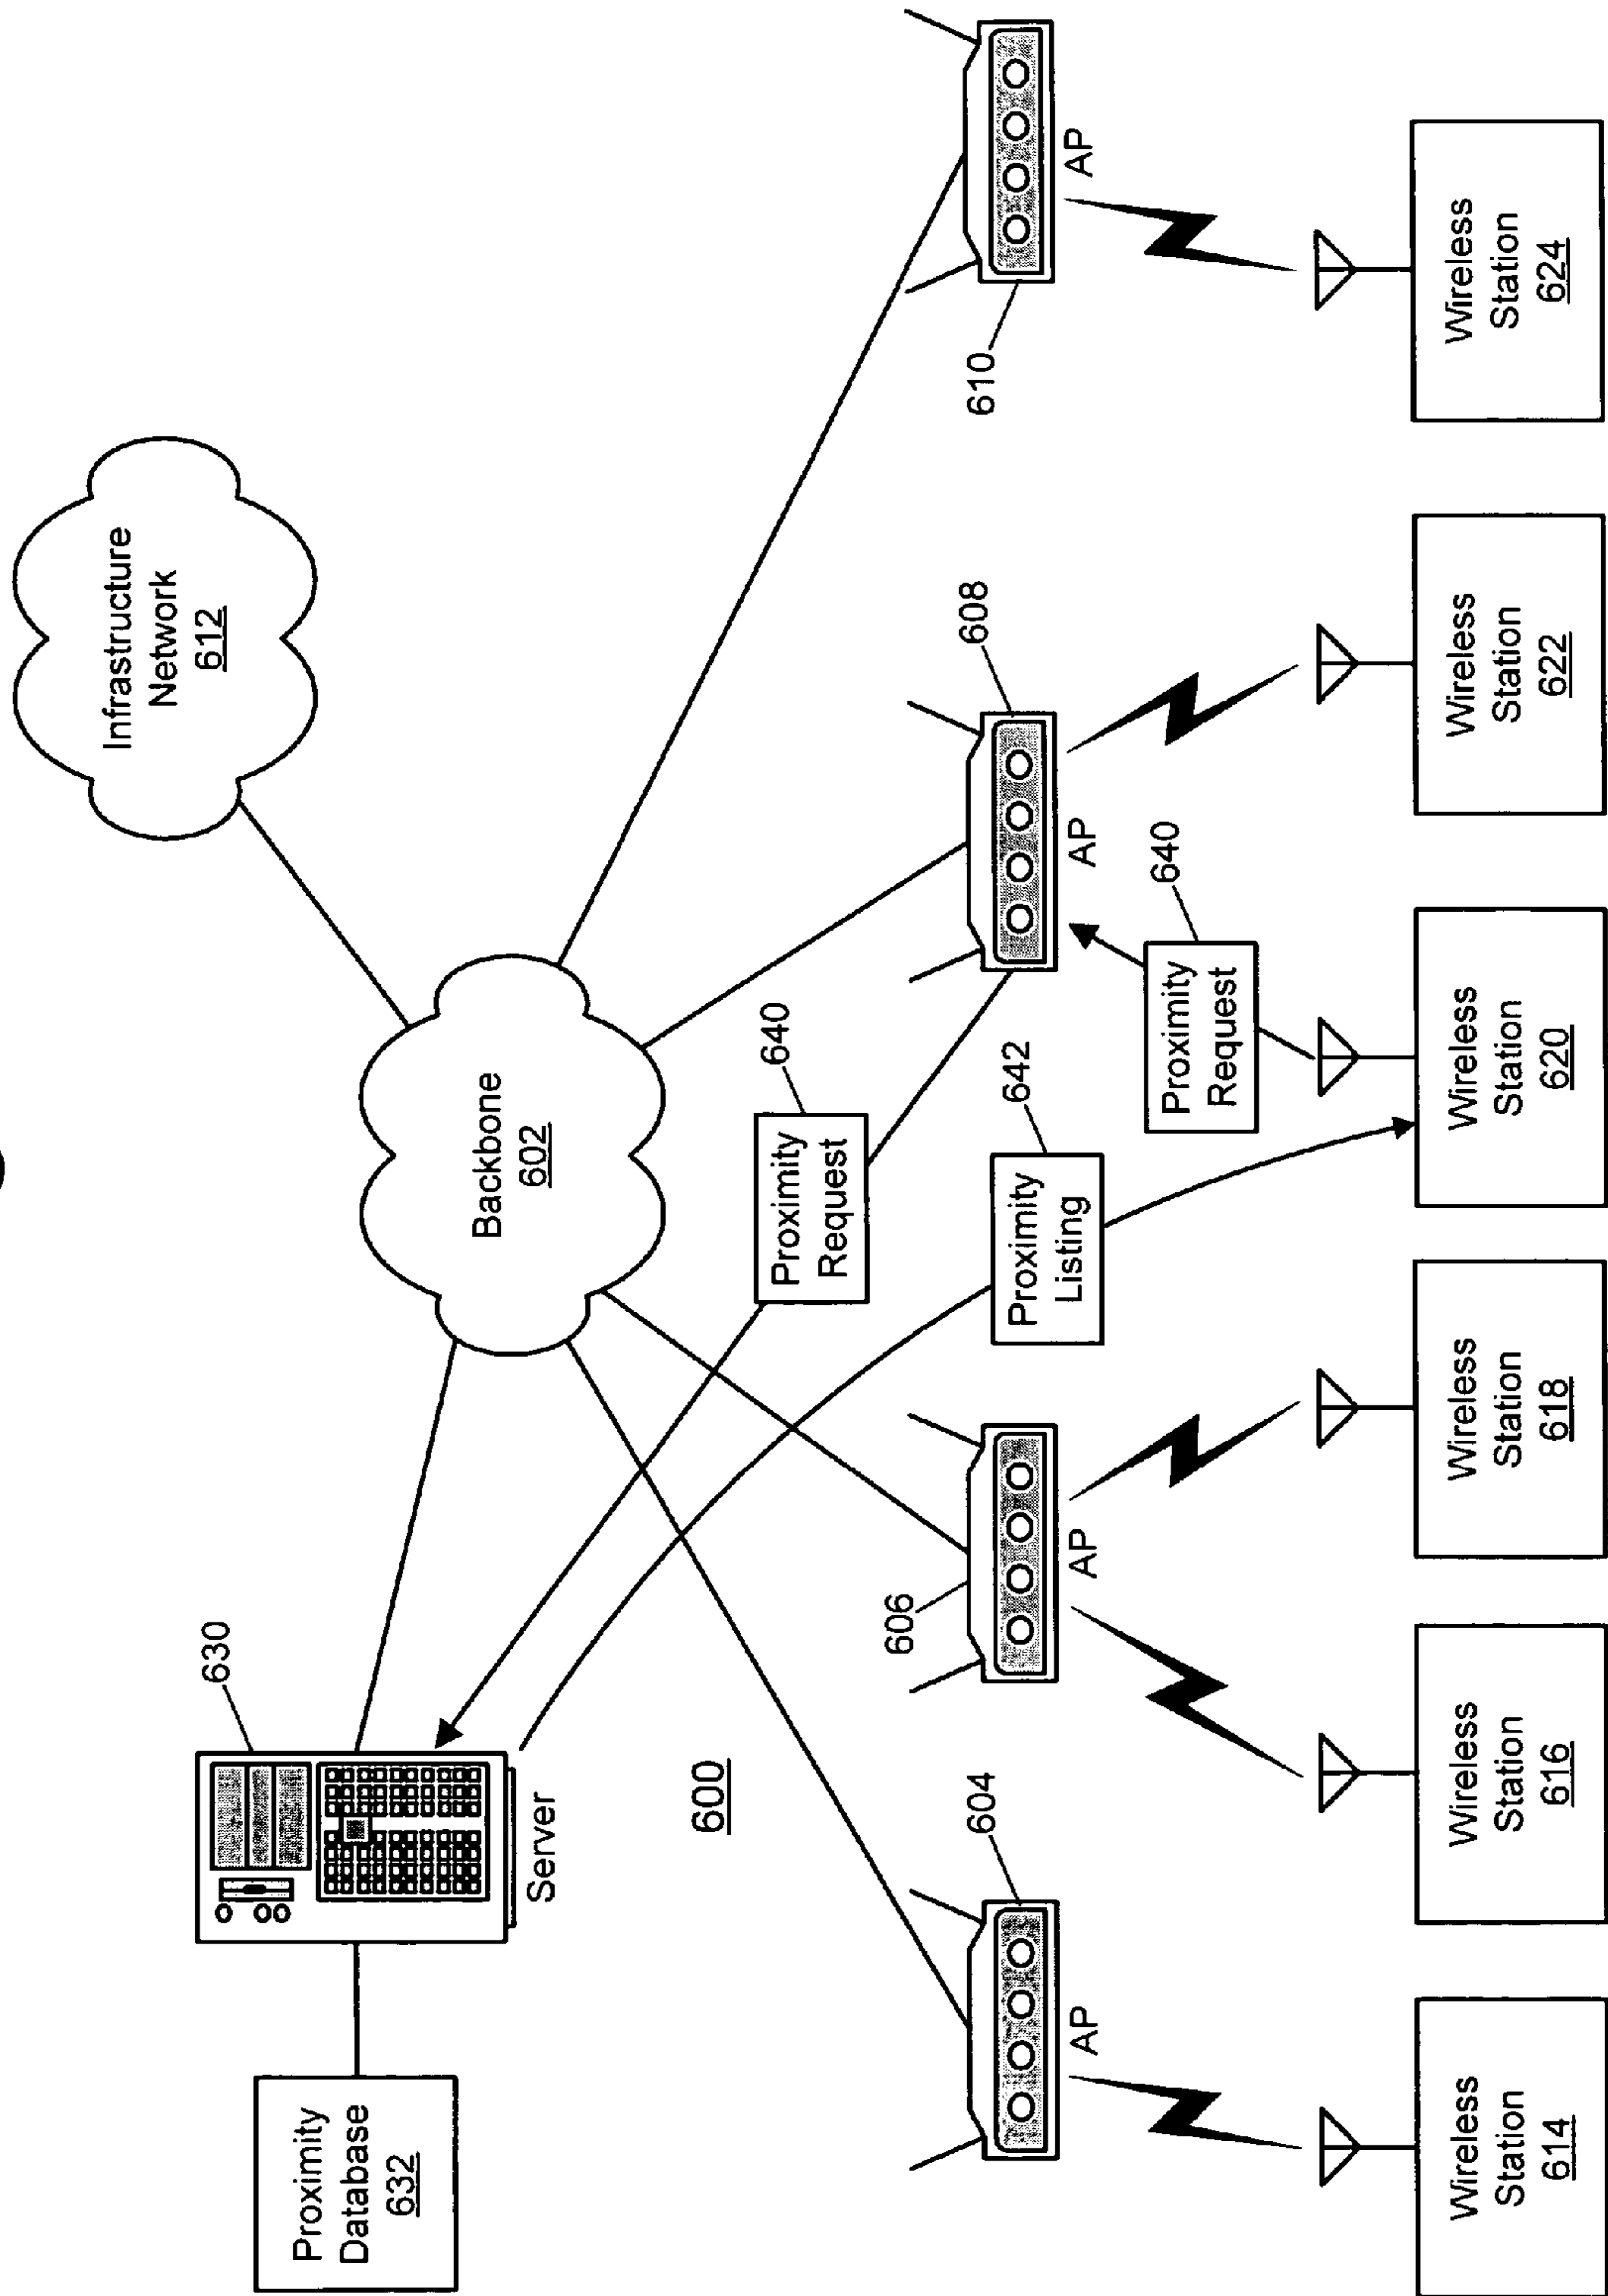 Infrastructure
Network
612
630
Proximity
Database
632
Server
Backbone
602
600
640
Proximity
Request
606
604
642
608
610
Proximity
Listing
AP
AP
AP
AP
640
Proximity
Request
Wireless
Station
614
Wireless
Station
616
Wireless
Station
618
Wireless
Station
620
Wireless
Station
622
Wireless
Station
624